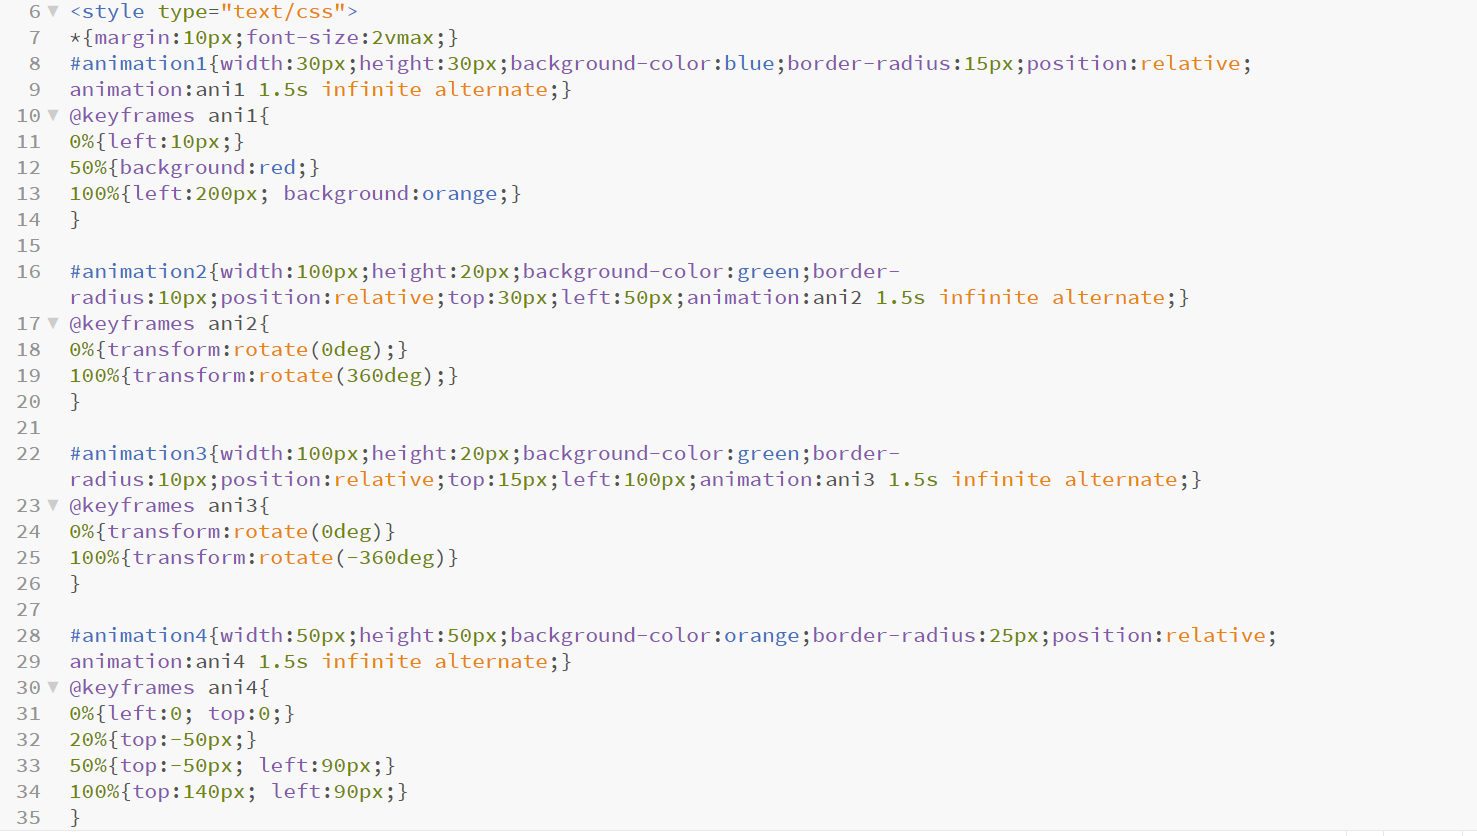 6 <style type="text/css">
7 *{margin:10px;font-size:2vmax;}
8 #animation1{width:30px;height:30px;background-color:blue;border-radius:15px;position:relative;
9 animation:ani1 1.5s infinite alternate;}
10 @keyframes ani1{
11 0%{left:10px;}
12 50%{background:red;}
13 100%{left:200px; background:orange;}
14 }
15
16 #animation2{width:100px;height:20px;background-color:green;border-
radius:10px;position:relative;top:30px;left:50px;animation:ani2 1.5s infinite alternate;}
17 @keyframes ani2{
18 0%{transform:rotate(0deg);}
19 100%{transform:rotate(360deg);}
20 }
21
22 #animation3{width:100px;height:20px;background-color:green;border-
radius:10px;position:relative;top:15px;left:100px;animation:ani3 1.5s infinite alternate;}
23 @keyframes ani3{
24 0%{transform:rotate(0deg)}
25 100%{transform:rotate(-360deg)}
26 }
27
28 #animation4{width:50px;height:50px;background-color:orange;border-radius:25px;position:relative;
29 animation:ani4 1.5s infinite alternate;}
30 @keyframes ani4{
31 0%{left:0; top:0;}
32 20%{top:-50px;}
33 50%{top:-50px; left:90px;}
34 100%{top:140px; left:90px;}
35 }